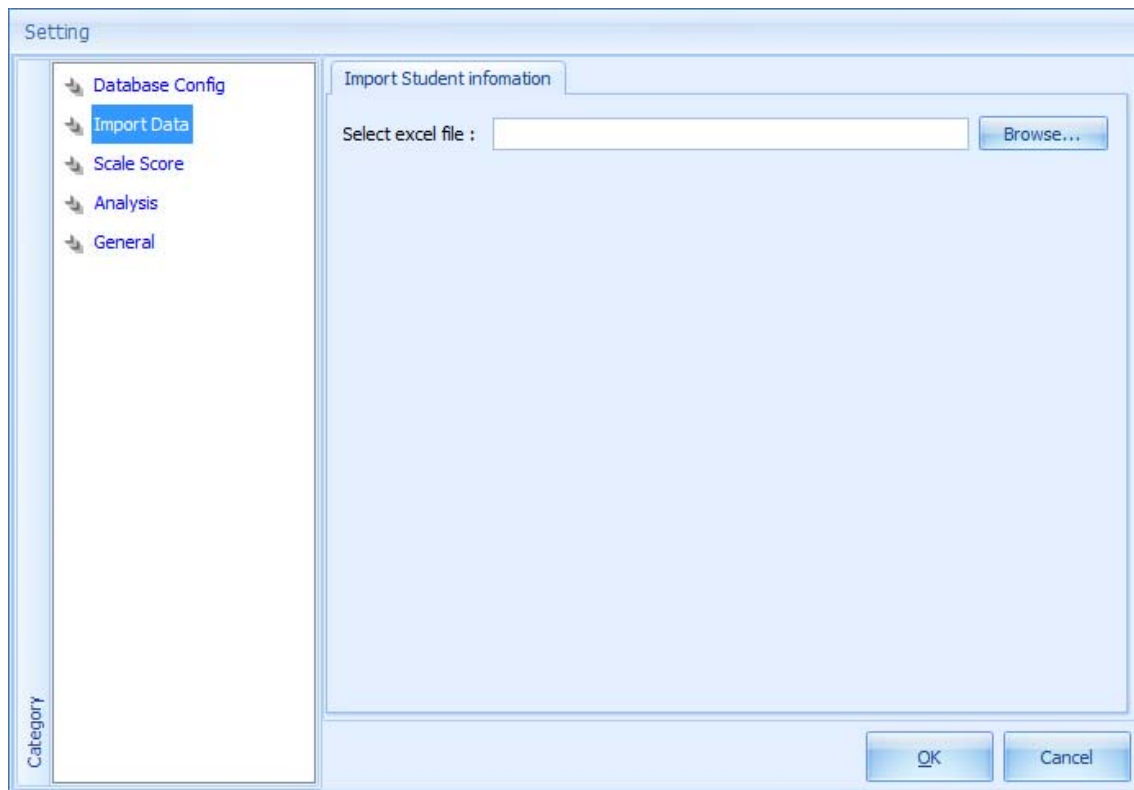 Setting
Category
Database Config
Import Data
Scale Score
Analysis
General
Import Student infomation
Select excel file :
Browse...
OK
Cancel